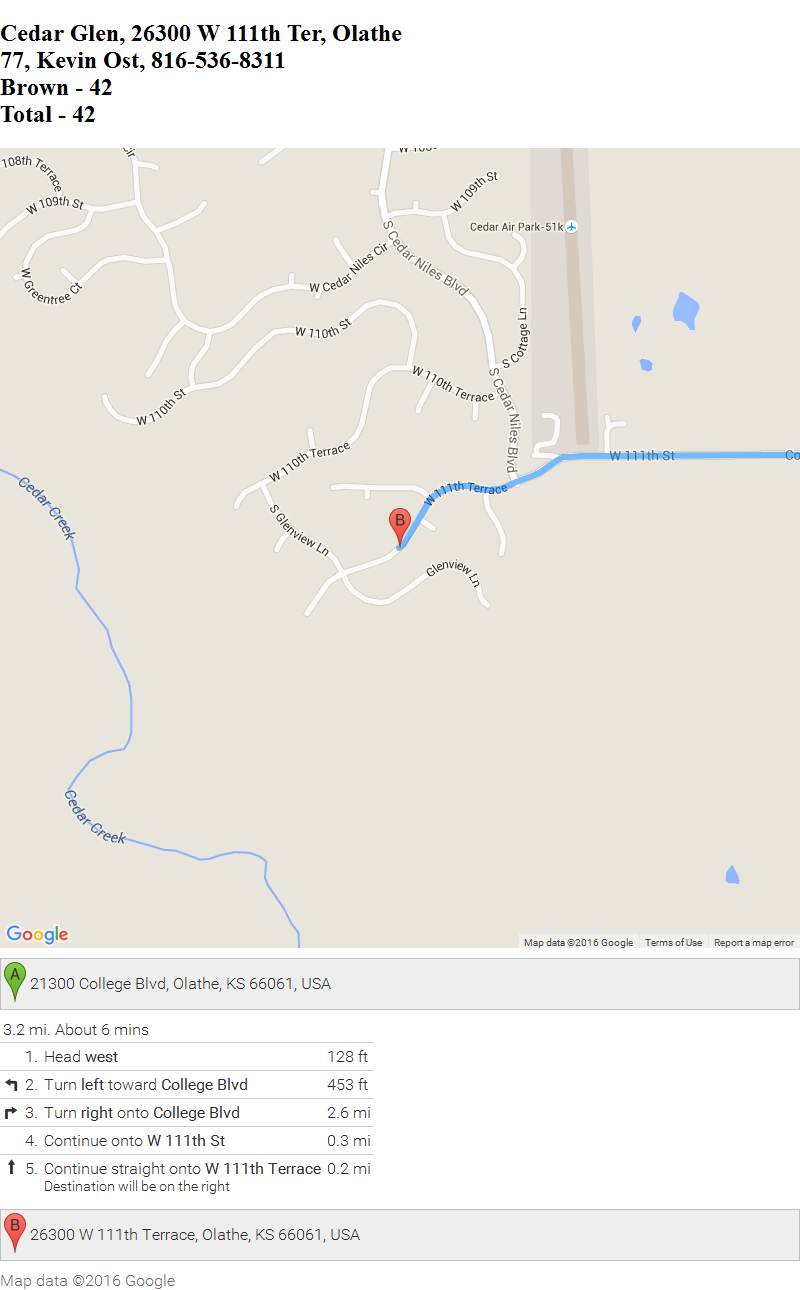 Cedar Glen, 26300 W 111th Ter, Olathe
77, Kevin Ost, 816-536-8311
Brown - 42
Total - 42
108th Terrace
Cir
W 109th St
W Greentree Ct
W Cedar Niles Cir
S Cedar Niles Blvd
W 109th St
Cedar Air Park-51k
W 110th St
W 110th St
S Cottage Ln
W 110th Terrace
S Cedar Niles Blvd
W 110th Terrace
W 111th St
Co
W 111th Terrace
Cedar Creek
S Glenview Ln
B
Glenview Ln
Cedar Creek
Google
Map data ©2016 Google
Terms of Use
Report a map error
A
21300 College Blvd, Olathe, KS 66061, USA
3.2 mi. About 6 mins
1. Head west 128 ft
2. Turn left toward College Blvd 453 ft
3. Turn right onto College Blvd 2.6 mi
4. Continue onto W 111th St 0.3 mi
5. Continue straight onto W 111th Terrace 0.2 mi
Destination will be on the right
B
26300 W 111th Terrace, Olathe, KS 66061, USA
Map data ©2016 Google